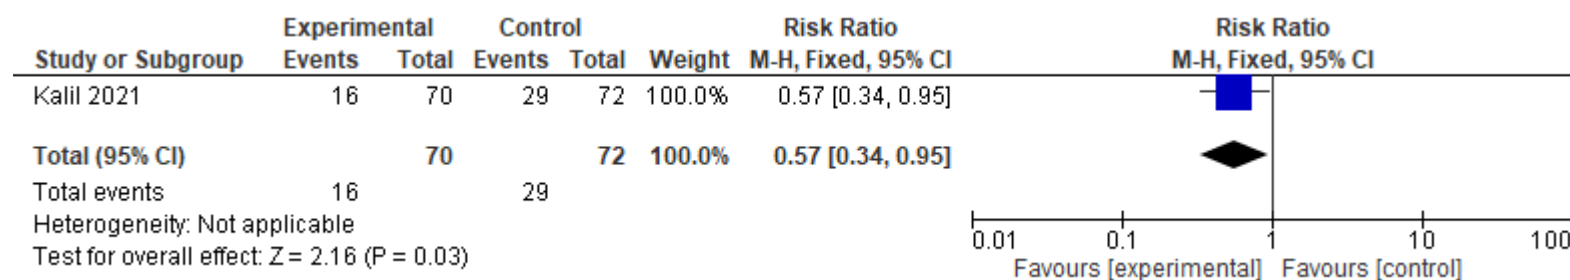 Experimental Control Risk Ratio Risk Ratio
Study or Subgroup Events Total Events Total Weight M-H, Fixed, 95% CI M-H, Fixed, 95% CI
Kalil 2021 16 70 29 72 100.0% 0.57 [0.34, 0.95]
Total (95% CI) 70 72 100.0% 0.57 [0.34, 0.95]
Total events 16 29
Heterogeneity: Not applicable
Test for overall effect: Z = 2.16 (P = 0.03)
0.01 0.1 1 10 100
Favours [experimental] Favours [control]